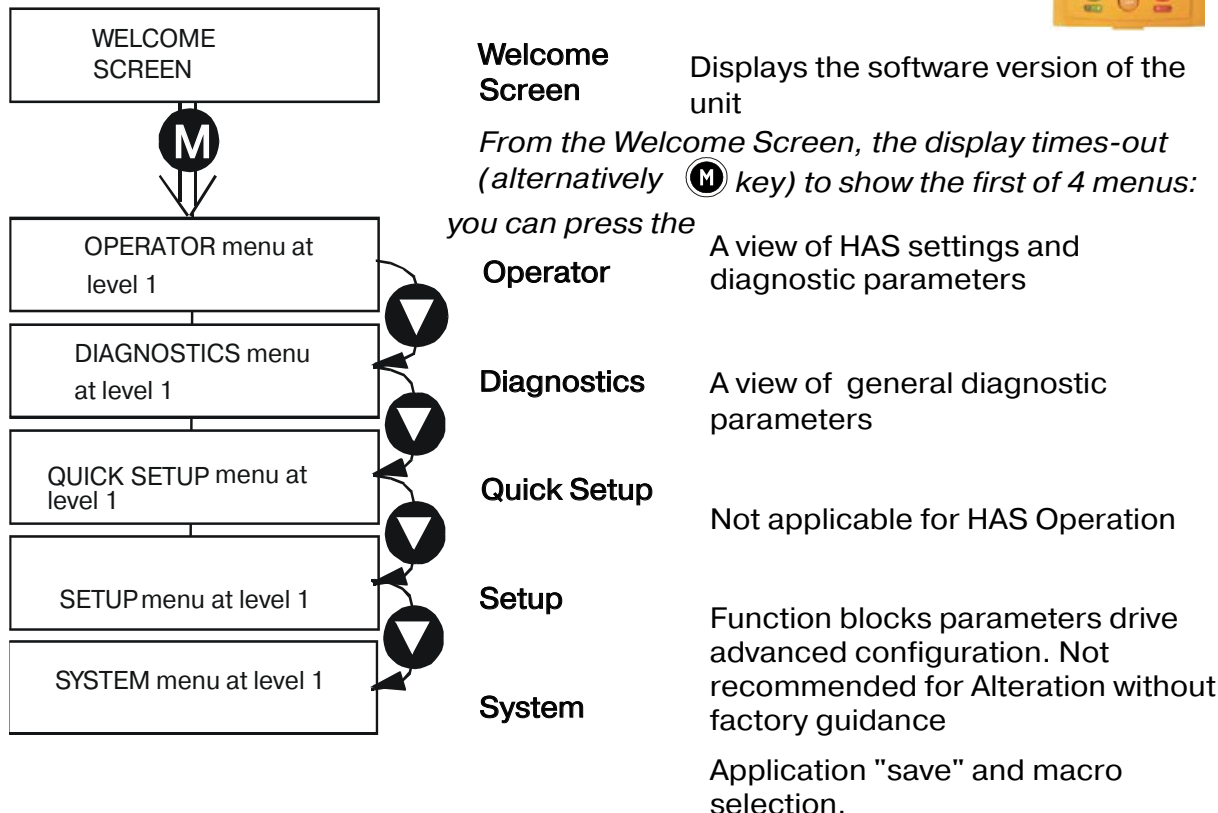 WELCOME
SCREEN
M
OPERATOR menu at
level 1
DIAGNOSTICS menu
at level 1
QUICK SETUP menu at
level 1
SETUP menu at level 1
SYSTEM menu at level 1
Welcome
Screen
Displays the software version of the
unit
From the Welcome Screen, the display times-out
(alternatively M key) to show the first of 4 menus:
you can press the
Operator
A view of HAS settings and
diagnostic parameters
Diagnostics
A view of general diagnostic
parameters
Quick Setup
Not applicable for HAS Operation
Setup
Function blocks parameters drive
advanced configuration. Not
recommended for Alteration without
factory guidance
System
Application "save" and macro
selection.